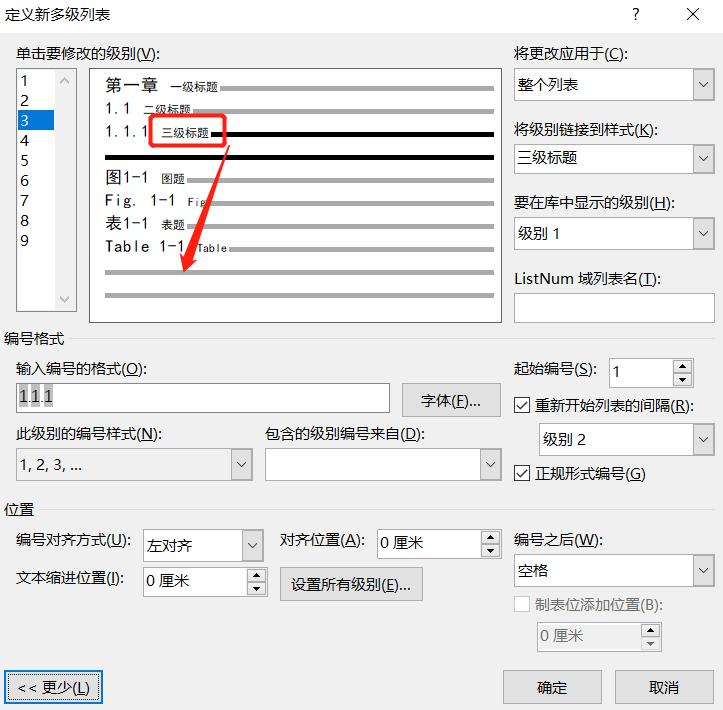 定义新多级列表 ?
单击要修改的级别(V):
1
2
3
4
5
6
7
8
9
第一章 一级标题
1.1 二级标题
1.1.1 三级标题
图1-1 图题
Fig. 1-1 Fig
表1-1 表题
Table 1-1 Table
将更改应用于(C):
整个列表
将级别链接到样式(K):
三级标题
要在库中显示的级别(H):
级别 1
ListNum 域列表名(T):
编号格式
输入编号的格式(O):
1.1.1
字体(F)...
此级别的编号样式(N):
1, 2, 3, ...
包含的级别编号来自(D):
起始编号(S): 1
重新开始列表的间隔(R):
级别 2
正规形式编号(G)
位置
编号对齐方式(U): 左对齐
对齐位置(A): 0 厘米
文本缩进位置(I): 0 厘米
设置所有级别(E)...
编号之后(W):
空格
制表位添加位置(B):
0 厘米
<< 更少(L)
确定
取消